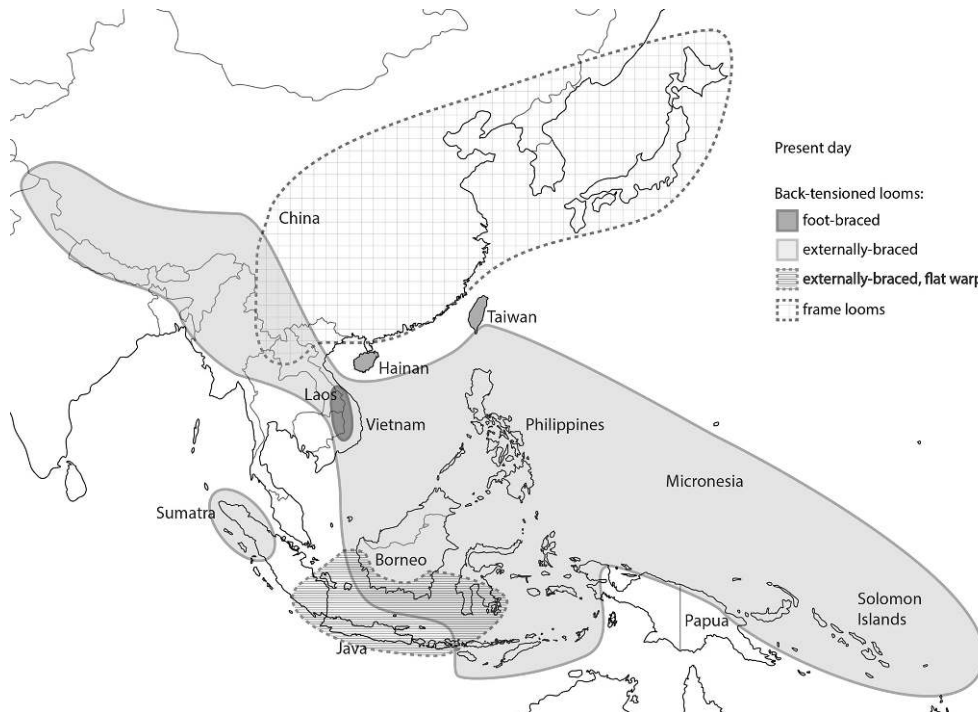 Present day
Back-tensioned looms:
foot-braced
externally-braced
externally-braced, flat warp
frame looms
China
Taiwan
Hainan
Laos
Vietnam
Philippines
Micronesia
Sumatra
Borneo
Solomon
Islands
Papua
Java